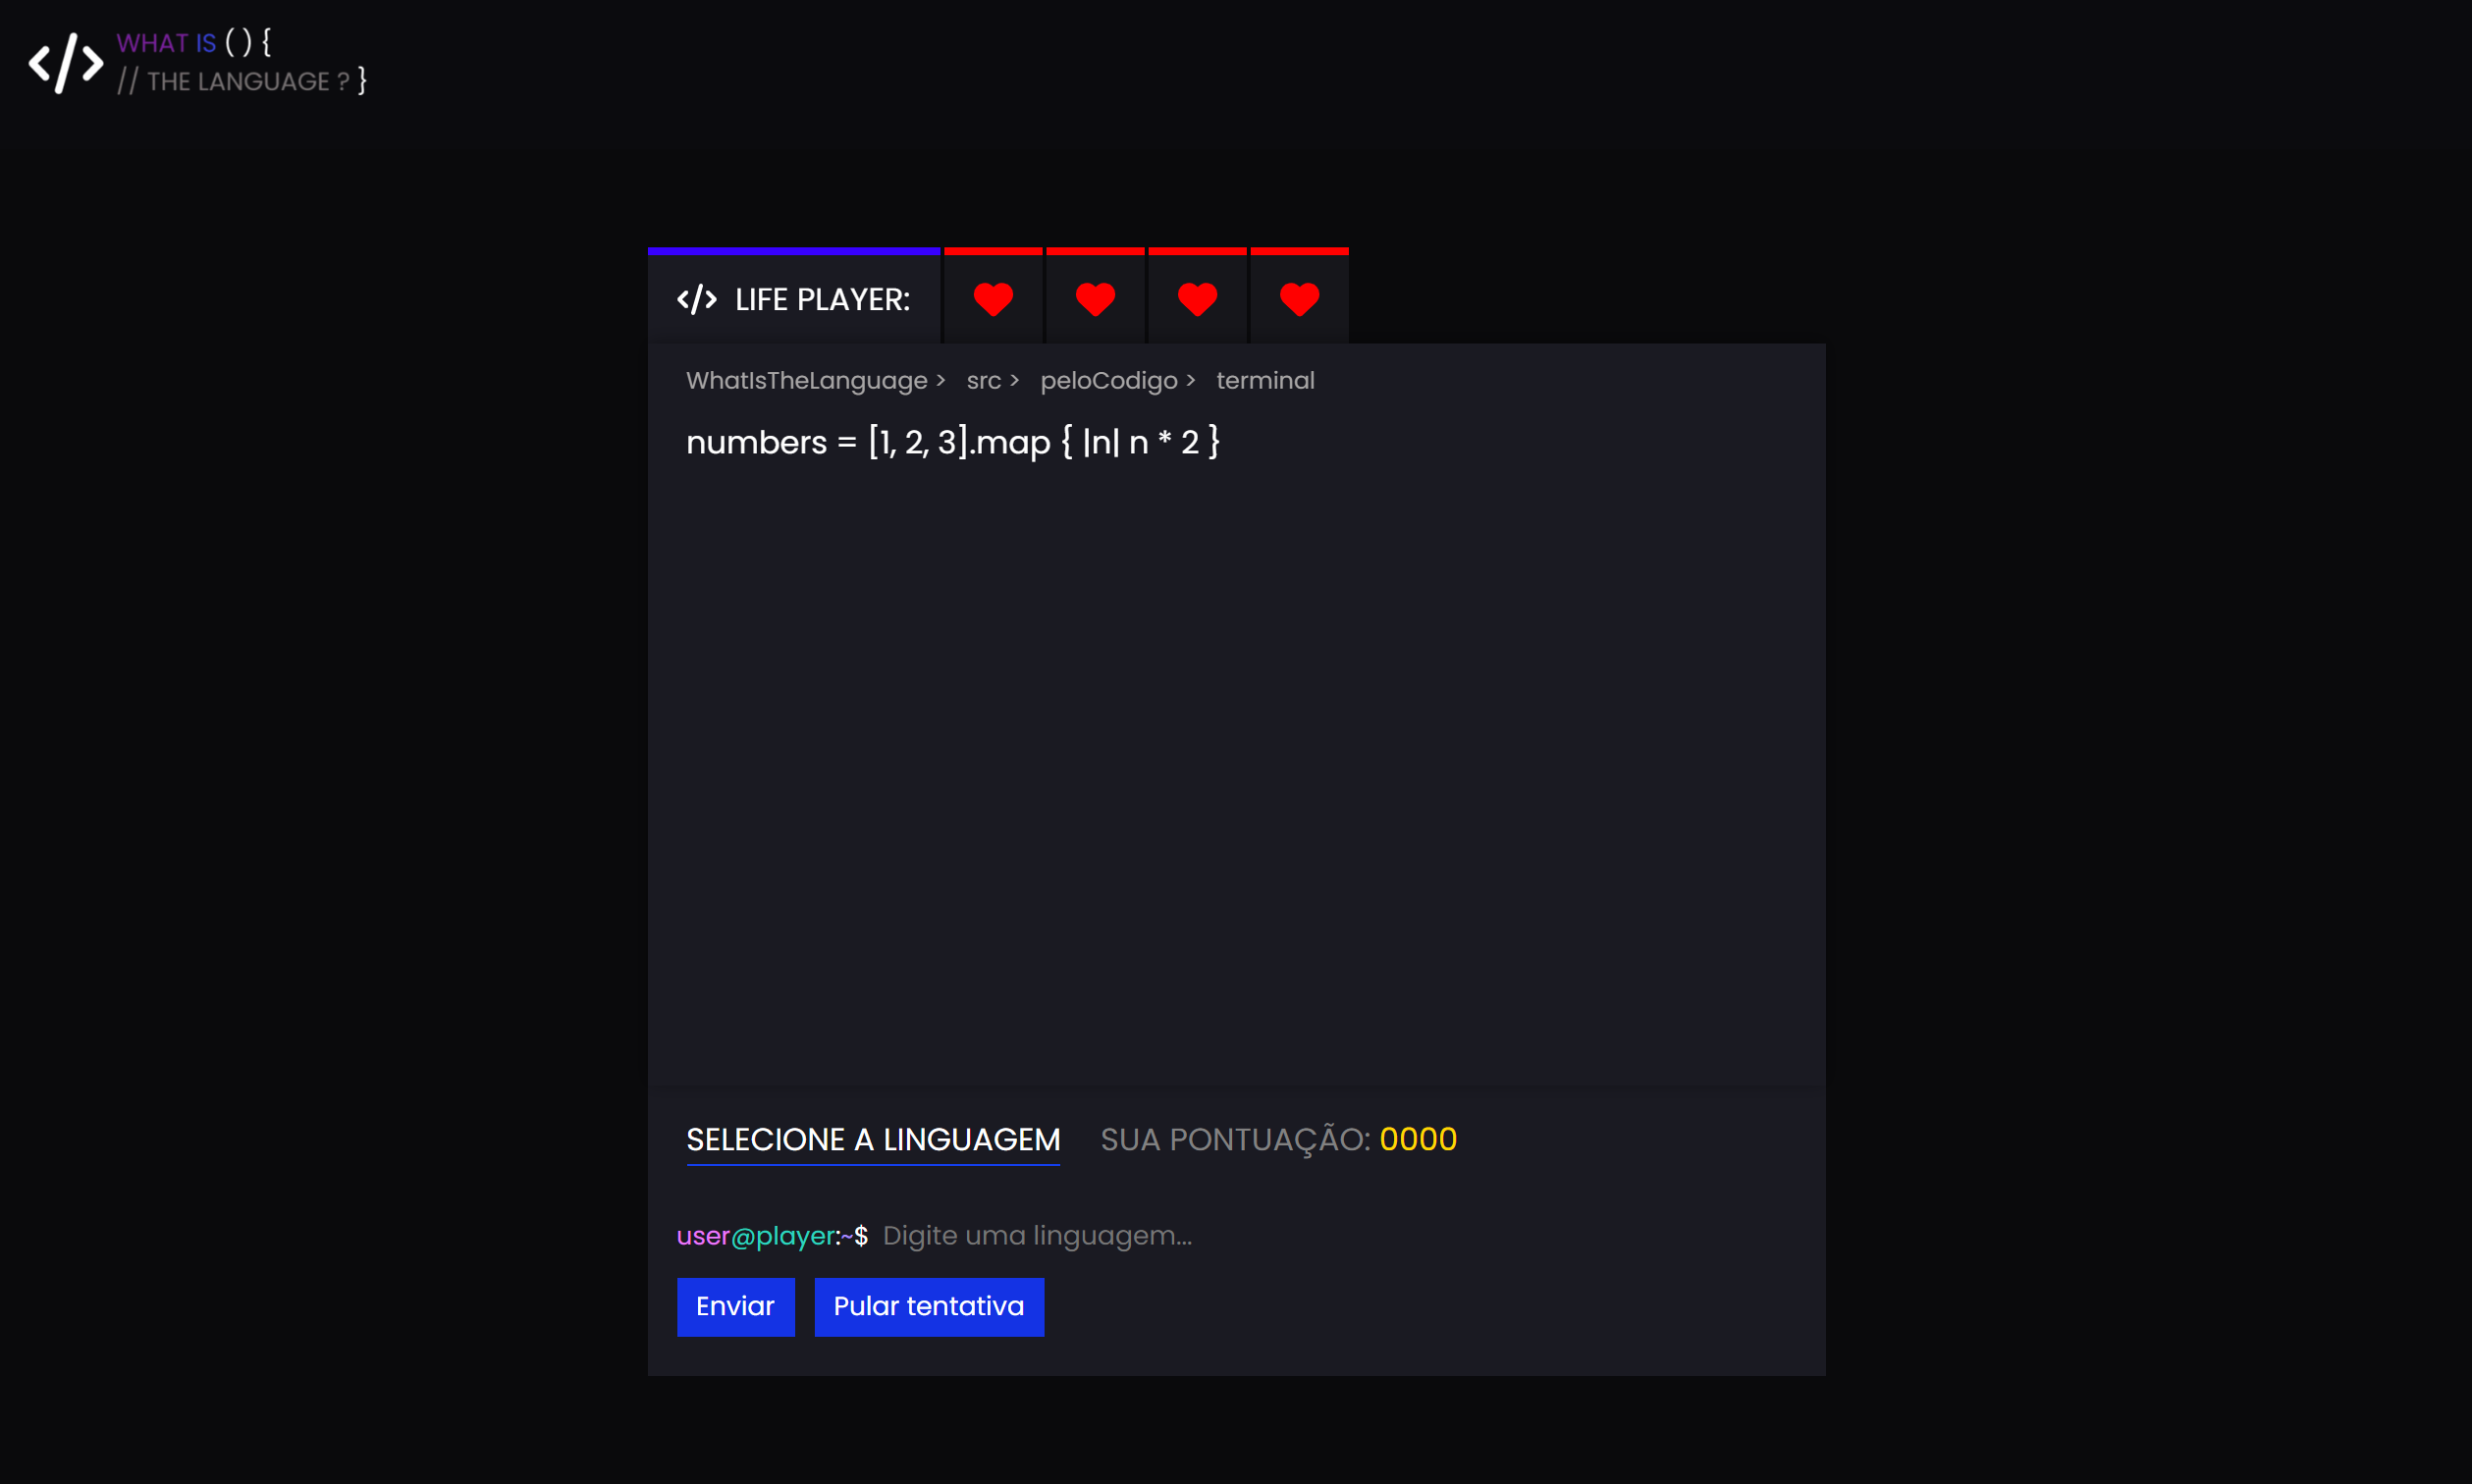 WHAT IS ( ) {
// THE LANGUAGE ? }
</> LIFE PLAYER:
WhatIsTheLanguage > src > peloCodigo > terminal
numbers = [1, 2, 3].map { |n| n * 2 }
SELECIONE A LINGUAGEM SUA PONTUAÇÃO: 0000
user@player:~$ Digite uma linguagem...
Enviar Pular tentativa